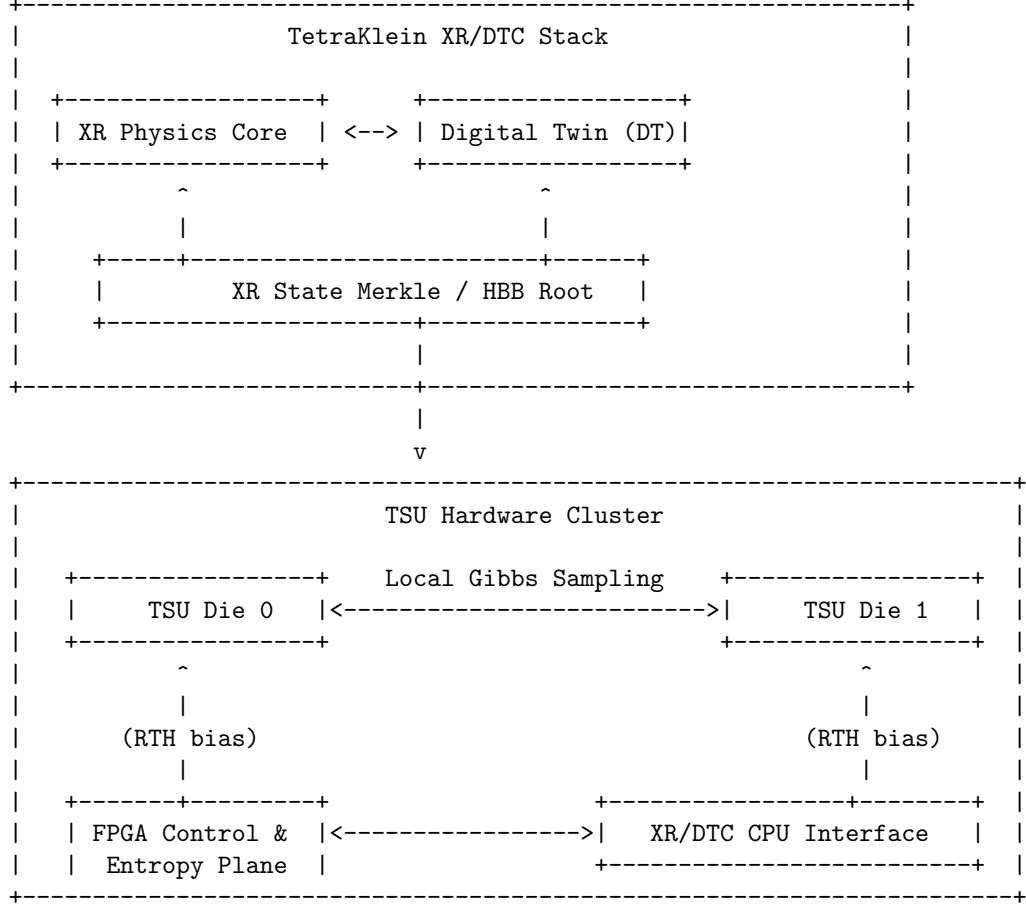 TetraKlein XR/DTC Stack
XR Physics Core <--> Digital Twin (DT)
XR State Merkle / HBB Root
v
TSU Hardware Cluster
Local Gibbs Sampling
TSU Die 0 <-------------------------> TSU Die 1
(RTH bias) (RTH bias)
FPGA Control & <-----------------> XR/DTC CPU Interface
Entropy Plane